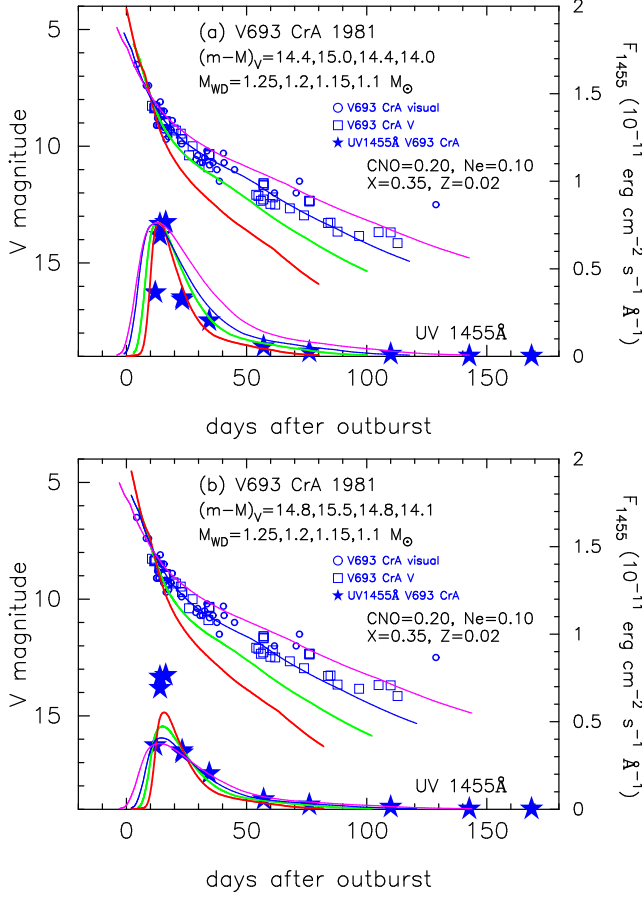 (a) V693 CrA 1981
(m-M)V=14.4,15.0,14.4,14.0
MWD=1.25,1.2,1.15,1.1 M⊙
V693 CrA visual
V693 CrA V
UV1455Å V693 CrA
CNO=0.20, Ne=0.10
X=0.35, Z=0.02
UV 1455Å
5
10
15
V magnitude
2
1.5
1
0.5
0
F1455 (10-11 erg cm-2 s-1 Å-1)
0 50 100 150
days after outburst
(b) V693 CrA 1981
(m-M)V=14.8,15.5,14.8,14.1
MWD=1.25,1.2,1.15,1.1 M⊙
V693 CrA visual
V693 CrA V
UV1455Å V693 CrA
CNO=0.20, Ne=0.10
X=0.35, Z=0.02
UV 1455Å
5
10
15
V magnitude
2
1.5
1
0.5
0
F1455 (10-11 erg cm-2 s-1 Å-1)
0 50 100 150
days after outburst